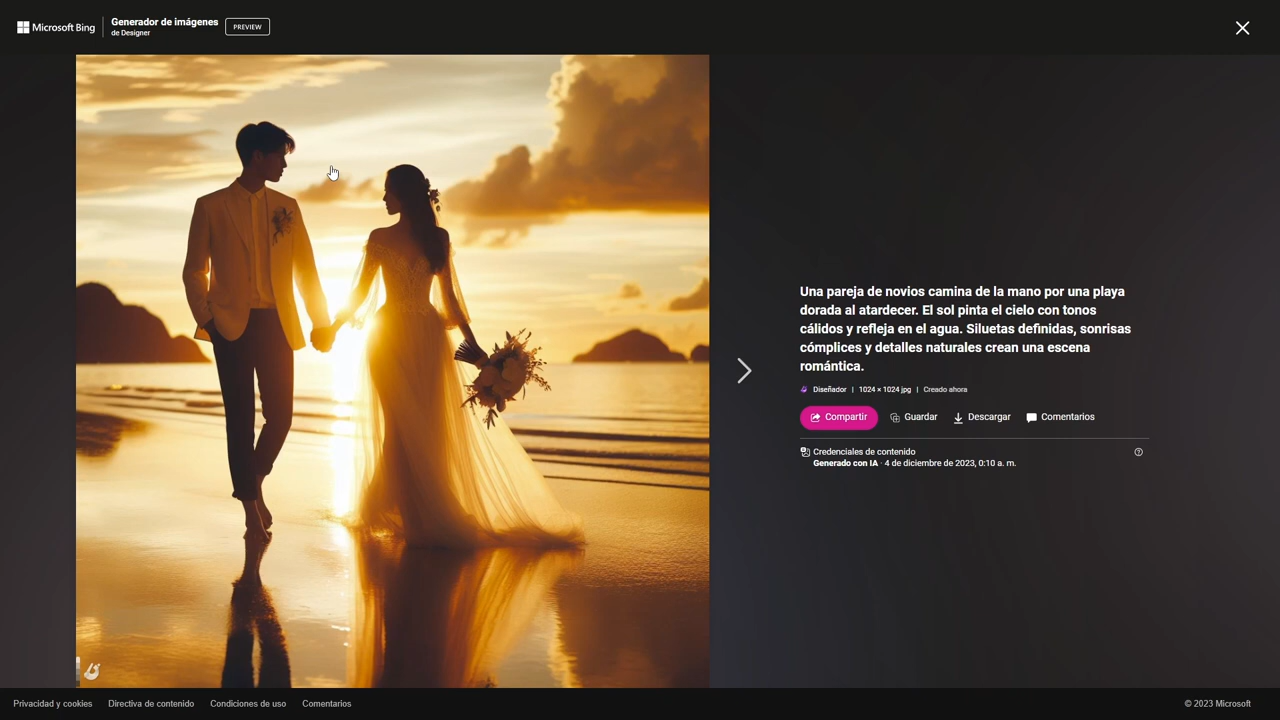 Microsoft Bing
Generador de imágenes
de Designer
PREVIEW
Una pareja de novios camina de la mano por una playa
dorada al atardecer. El sol pinta el cielo con tonos
cálidos y refleja en el agua. Siluetas definidas, sonrisas
cómplices y detalles naturales crean una escena
romántica.
Diseñador | 1024 × 1024 jpg | Creado ahora
Compartir Guardar Descargar Comentarios
Credenciales de contenido
Generado con IA · 4 de diciembre de 2023, 0:10 a. m.
Privacidad y cookies Directiva de contenido Condiciones de uso Comentarios © 2023 Microsoft